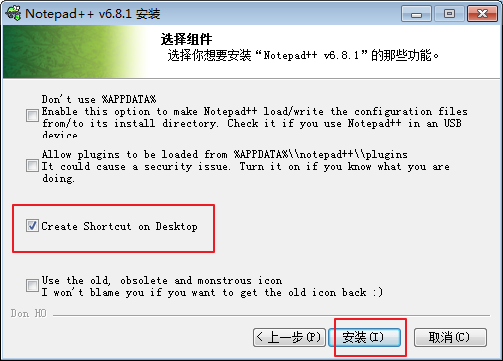 Notepad++ v6.8.1 安装
选择组件
选择你想要安装“Notepad++ v6.8.1”的那些功能。
Don't use %APPDATA%
Enable this option to make Notepad++ load/write the configuration files
from/to its install directory. Check it if you use Notepad++ in an USB
device.
Allow plugins to be loaded from %APPDATA%\\notepad++\\plugins
It could cause a security issue. Turn it on if you know what you are
doing.
Create Shortcut on Desktop
Use the old, obsolete and monstrous icon
I won't blame you if you want to get the old icon back :)
Don HO
< 上一步(P) 安装(I) 取消(C)